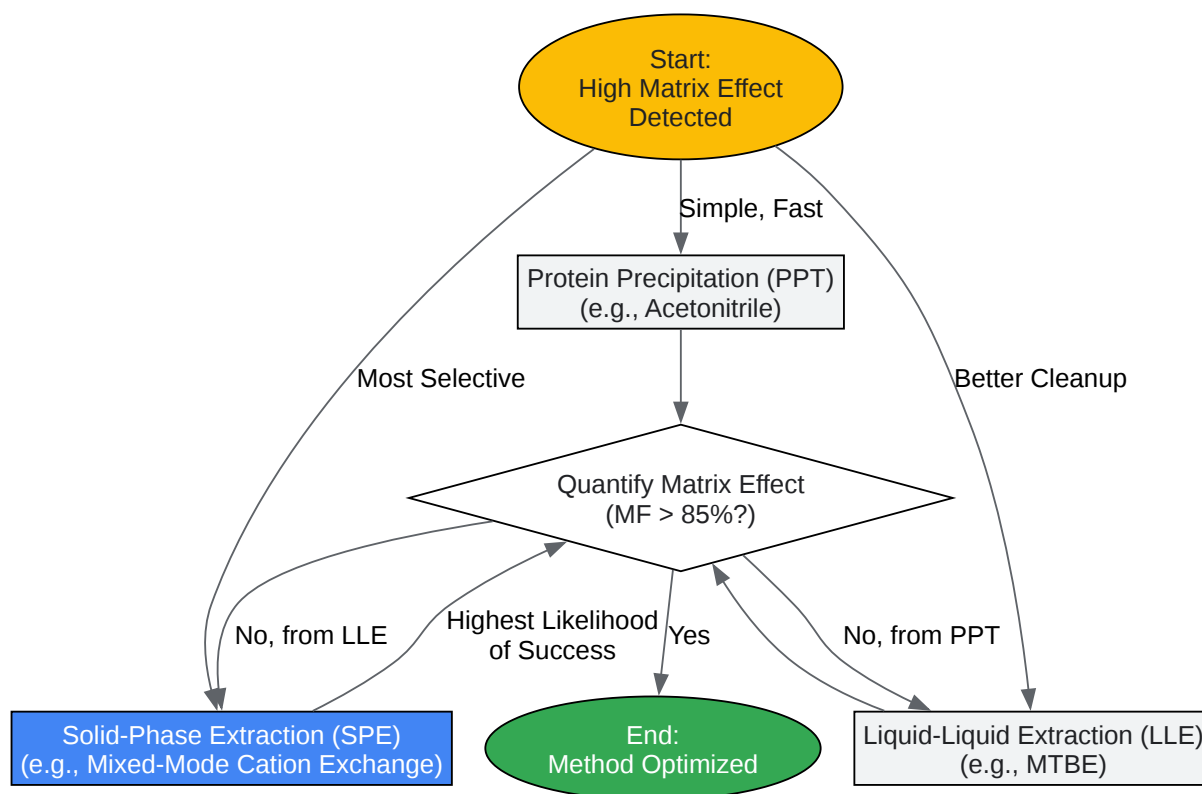 Start:
High Matrix Effect
Detected
Simple, Fast
Protein Precipitation (PPT)
(e.g., Acetonitrile)
Most Selective
Better Cleanup
Quantify Matrix Effect
(MF > 85%?)
No, from LLE
Highest Likelihood
of Success
Yes
No, from PPT
Solid-Phase Extraction (SPE)
(e.g., Mixed-Mode Cation Exchange)
End:
Method Optimized
Liquid-Liquid Extraction (LLE)
(e.g., MTBE)